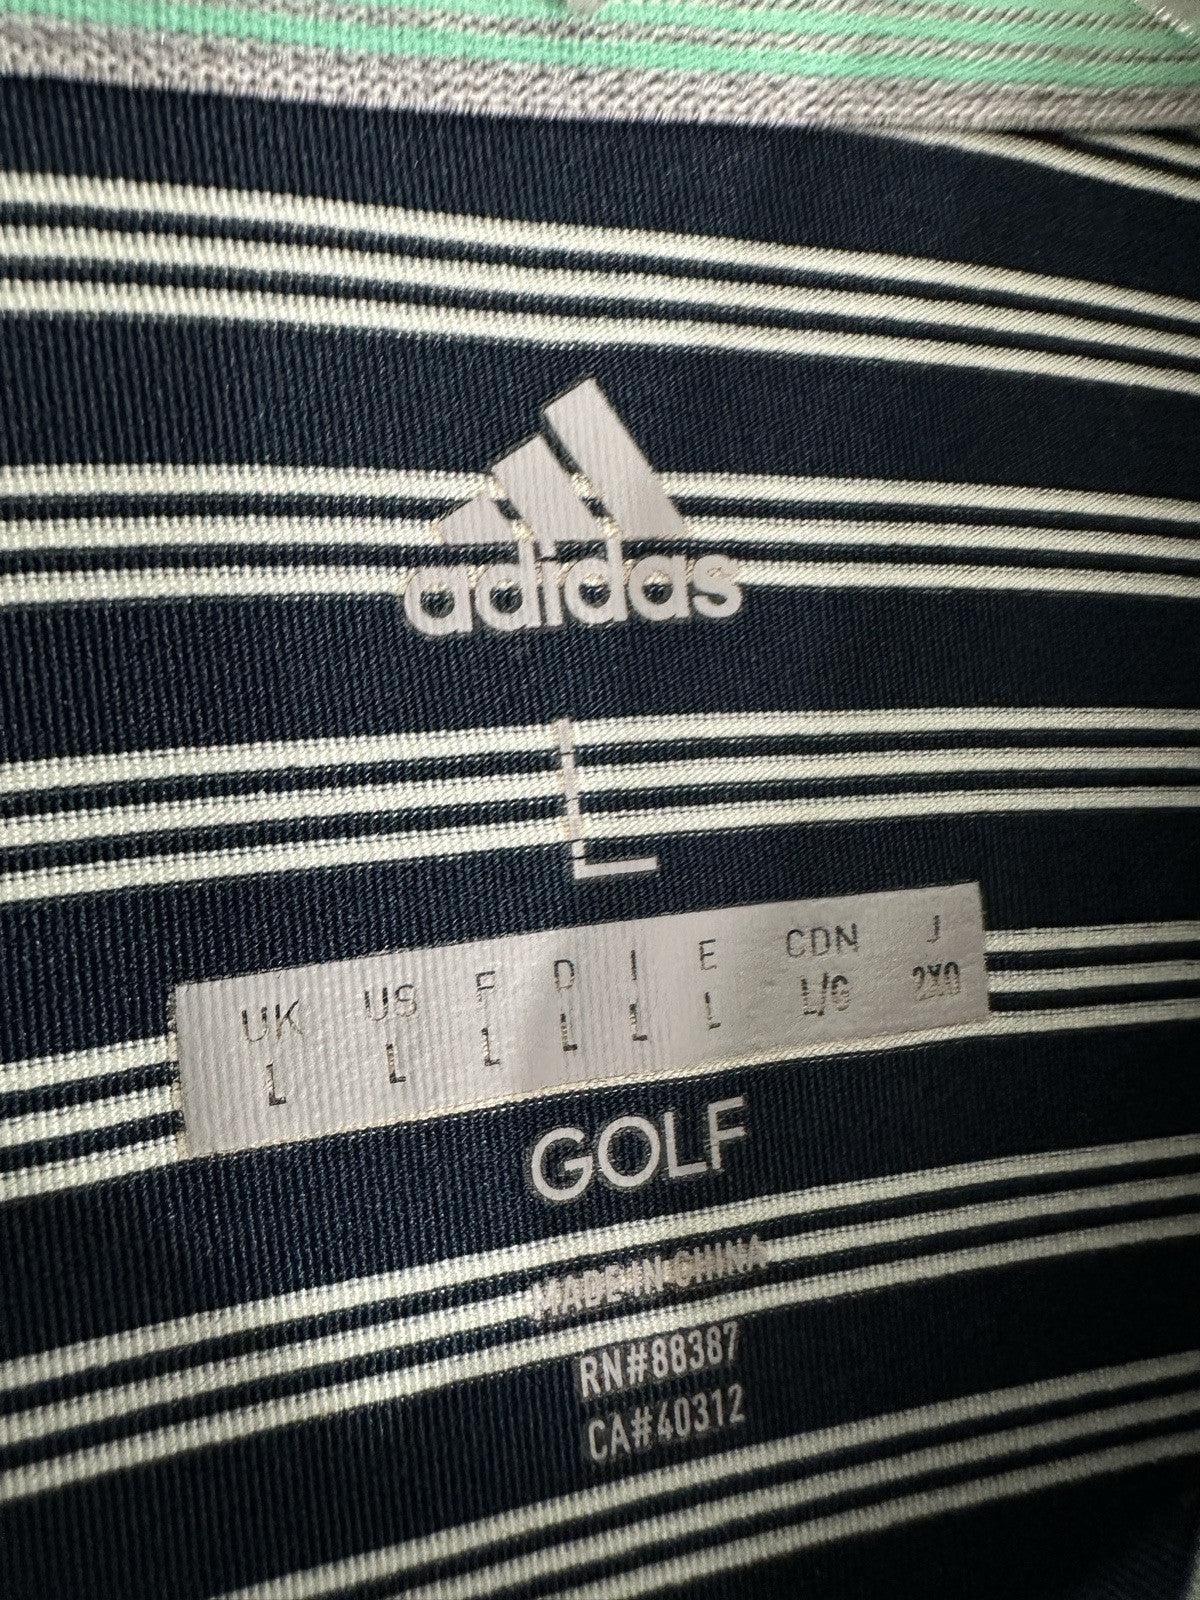 adidas
L
UK US F D I E CDN J
L L L L L L L/G 2XO
GOLF
MADE IN CHINA
RN#88387
CA#40312